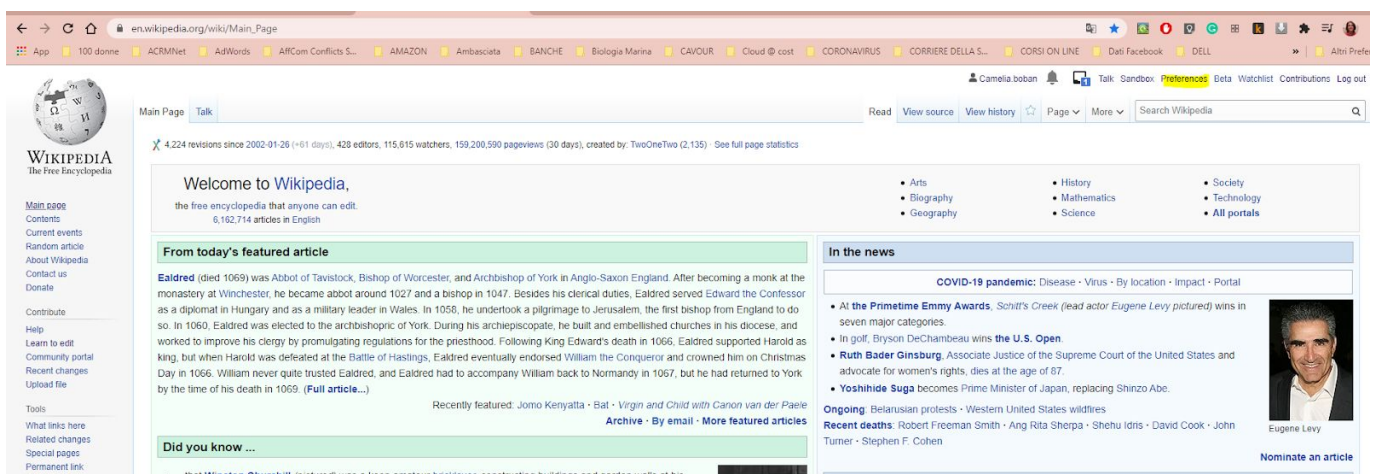 en.wikipedia.org/wiki/Main_Page
App 100 donne ACRMNet AdWords AffCom Conflicts S... AMAZON Ambasciata BANCHE Biologia Marina CAVOUR Cloud @ cost CORONAVIRUS CORRIERE DELLA S... CORSI ON LINE Dati Facebook DELL » Altri Prefer
Camelia.boban 1 Talk Sandbox Preferences Beta Watchlist Contributions Log out
Main Page Talk Read View source View history Page More Search Wikipedia
WIKIPEDIA
The Free Encyclopedia
Main page
Contents
Current events
Random article
About Wikipedia
Contact us
Donate
Contribute
Help
Learn to edit
Community portal
Recent changes
Upload file
Tools
What links here
Related changes
Special pages
Permanent link
4,224 revisions since 2002-01-26 (+61 days), 428 editors, 115,615 watchers, 159,200,590 pageviews (30 days), created by: TwoOneTwo (2,135) · See full page statistics
Welcome to Wikipedia,
the free encyclopedia that anyone can edit.
6,162,714 articles in English
• Arts
• Biography
• Geography
• History
• Mathematics
• Science
• Society
• Technology
• All portals
From today's featured article
Ealdred (died 1069) was Abbot of Tavistock, Bishop of Worcester, and Archbishop of York in Anglo-Saxon England. After becoming a monk at the
monastery at Winchester, he became abbot around 1027 and a bishop in 1047. Besides his clerical duties, Ealdred served Edward the Confessor
as a diplomat in Hungary and as a military leader in Wales. In 1058, he undertook a pilgrimage to Jerusalem, the first bishop from England to do
so. In 1060, Ealdred was elected to the archbishopric of York. During his archiepiscopate, he built and embellished churches in his diocese, and
worked to improve his clergy by promulgating regulations for the priesthood. Following King Edward's death in 1066, Ealdred supported Harold as
king, but when Harold was defeated at the Battle of Hastings, Ealdred eventually endorsed William the Conqueror and crowned him on Christmas
Day in 1066. William never quite trusted Ealdred, and Ealdred had to accompany William back to Normandy in 1067, but he had returned to York
by the time of his death in 1069. (Full article...)
Recently featured: Jomo Kenyatta · Bat · Virgin and Child with Canon van der Paele
Archive · By email · More featured articles
Did you know ...
In the news
COVID-19 pandemic: Disease · Virus · By location · Impact · Portal
• At the Primetime Emmy Awards, Schitt's Creek (lead actor Eugene Levy pictured) wins in
seven major categories.
• In golf, Bryson DeChambeau wins the U.S. Open.
• Ruth Bader Ginsburg, Associate Justice of the Supreme Court of the United States and
advocate for women's rights, dies at the age of 87.
• Yoshihide Suga becomes Prime Minister of Japan, replacing Shinzo Abe.
Ongoing: Belarusian protests · Western United States wildfires
Recent deaths: Robert Freeman Smith · Ang Rita Sherpa · Shehu Idris · David Cook · John
Turner · Stephen F. Cohen
Eugene Levy
Nominate an article